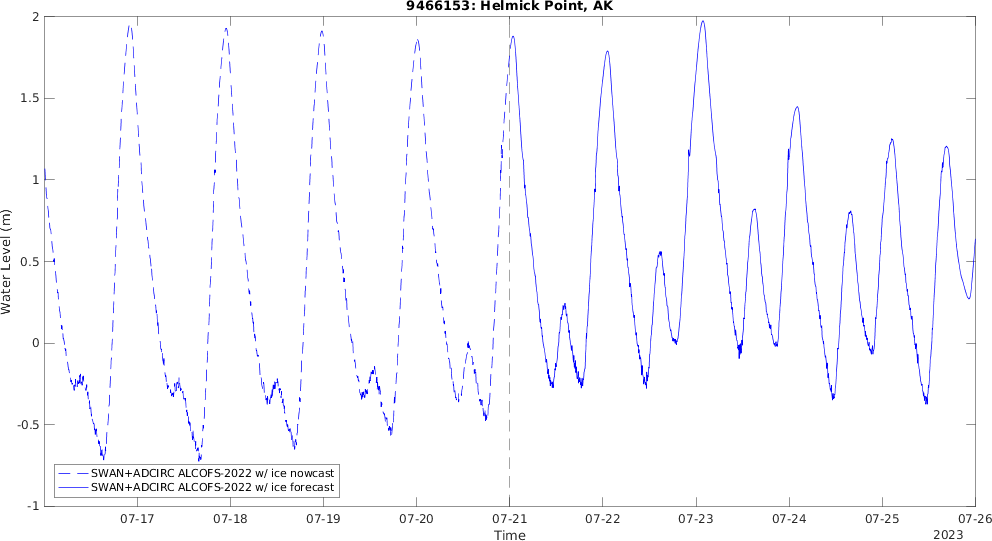 9466153: Helmick Point, AK
2
1.5
1
0.5
0
-0.5
-1
Water Level (m)
SWAN+ADCIRC ALCOFS-2022 w/ ice nowcast
SWAN+ADCIRC ALCOFS-2022 w/ ice forecast
07-17 07-18 07-19 07-20 07-21 07-22 07-23 07-24 07-25 07-26
Time
2023